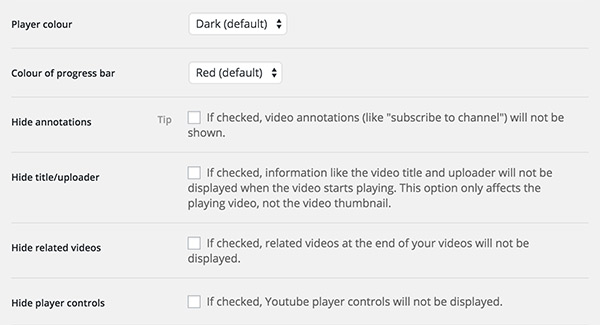 Player colour
Dark (default)
Colour of progress bar
Red (default)
Hide annotations
Tip
If checked, video annotations (like "subscribe to channel") will not be
shown.
Hide title/uploader
If checked, information like the video title and uploader will not be
displayed when the video starts playing. This option only affects the
playing video, not the video thumbnail.
Hide related videos
If checked, related videos at the end of your videos will not be
displayed.
Hide player controls
If checked, Youtube player controls will not be displayed.